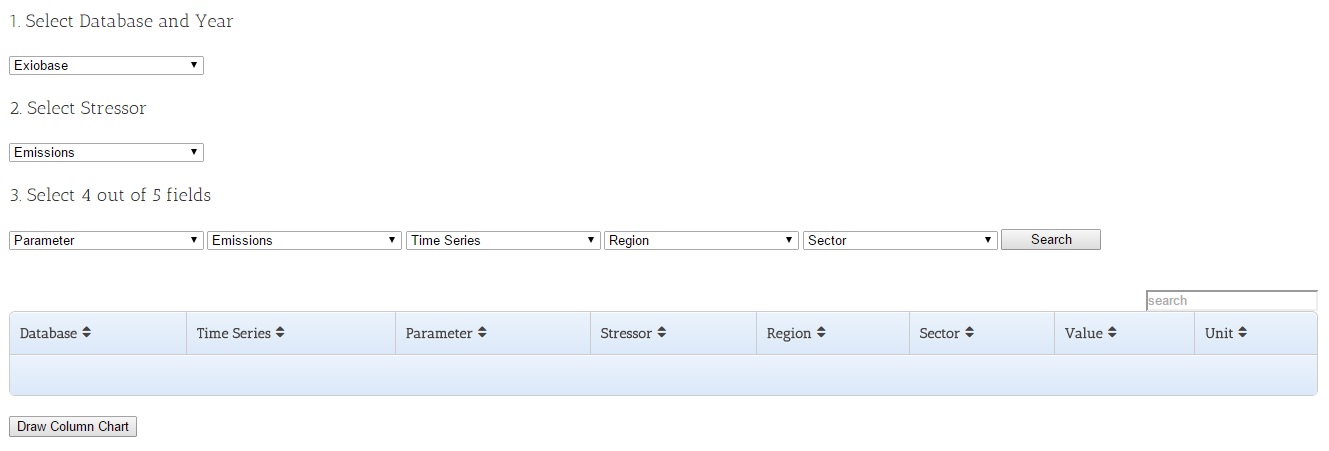 1. Select Database and Year
Exiobase
2. Select Stressor
Emissions
3. Select 4 out of 5 fields
Parameter Emissions Time Series Region Sector Search
search
Database Time Series Parameter Stressor Region Sector Value Unit
Draw Column Chart